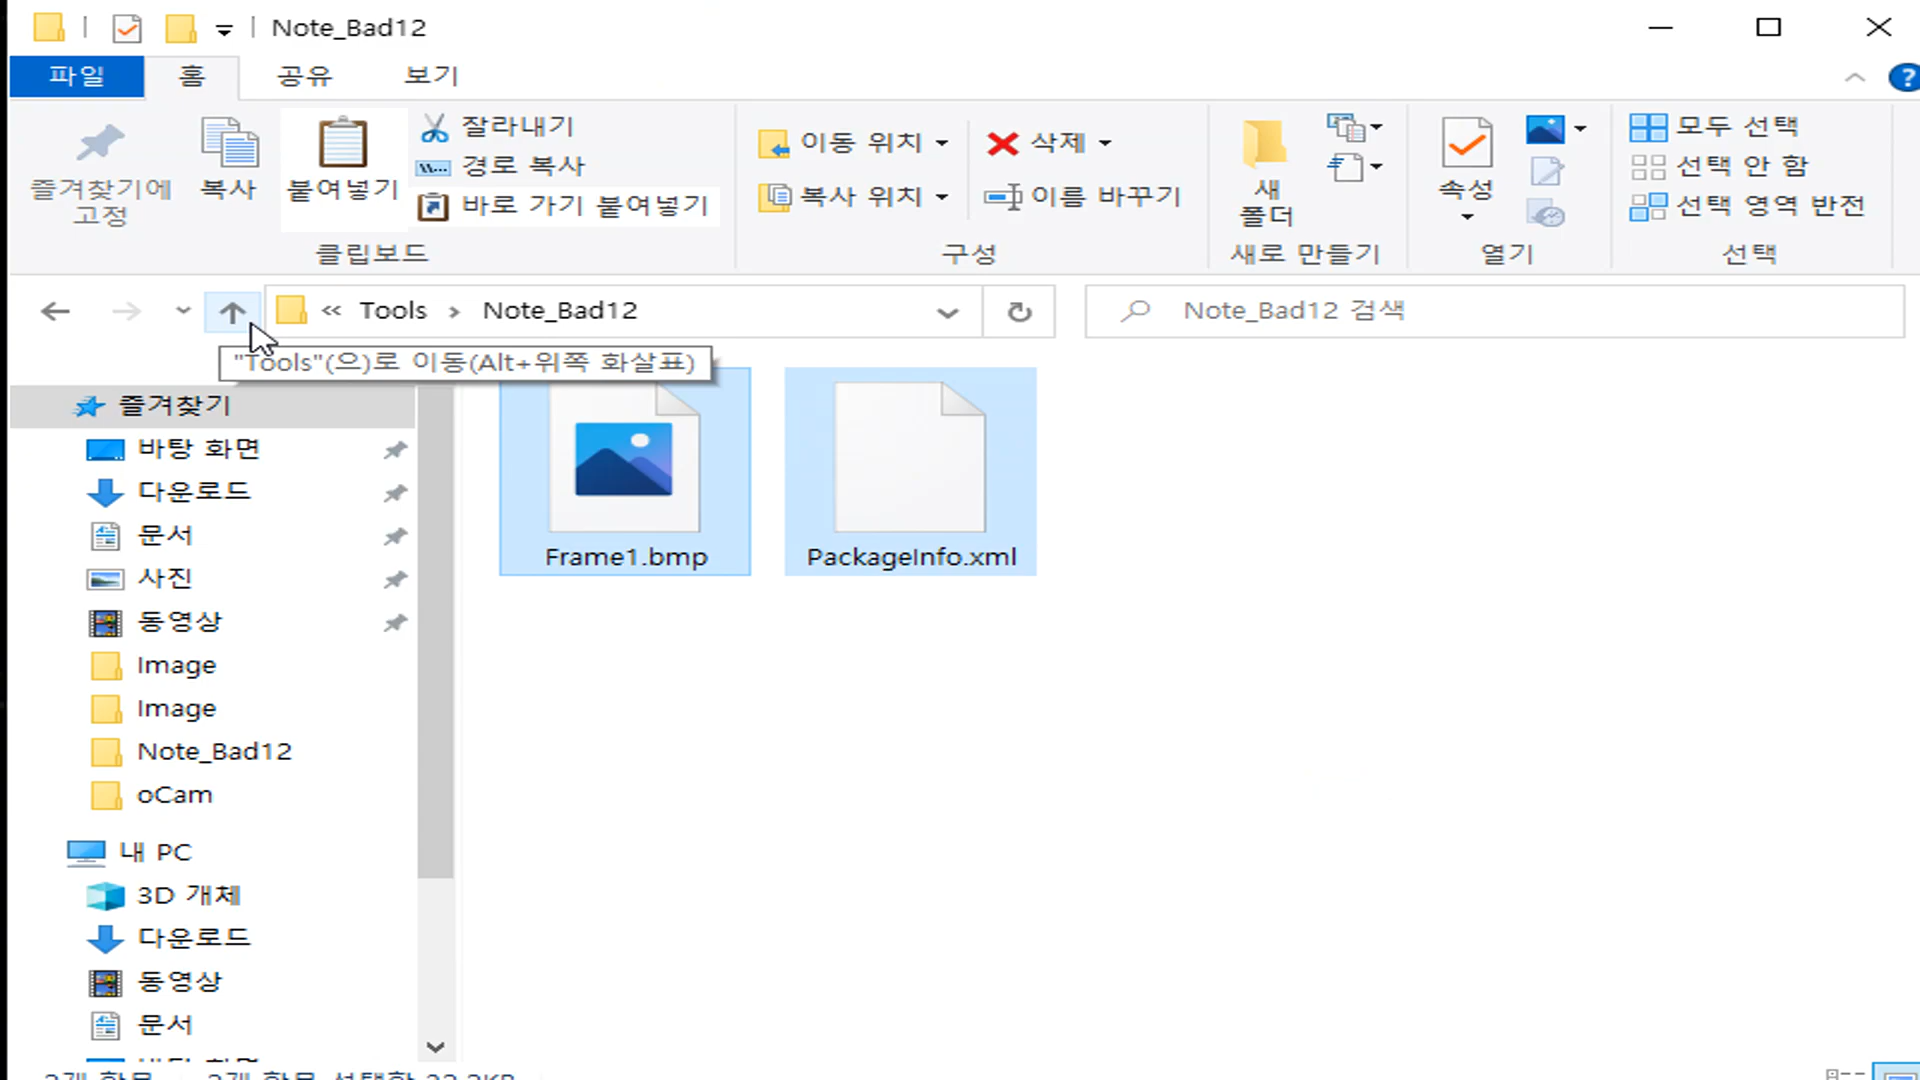 Note_Bad12
파일 홈 공유 보기
즐겨찾기에
고정
복사
붙여넣기
잘라내기
경로 복사
바로 가기 붙여넣기
클립보드
이동 위치
복사 위치
삭제
이름 바꾸기
구성
새
폴더
새로 만들기
속성
열기
모두 선택
선택 안 함
선택 영역 반전
선택
« Tools > Note_Bad12
Note_Bad12 검색
"Tools"(으)로 이동(Alt+위쪽 화살표)
즐겨찾기
바탕 화면
다운로드
문서
사진
동영상
Image
Image
Note_Bad12
oCam
내 PC
3D 개체
다운로드
동영상
문서
바탕 화면
Frame1.bmp
PackageInfo.xml